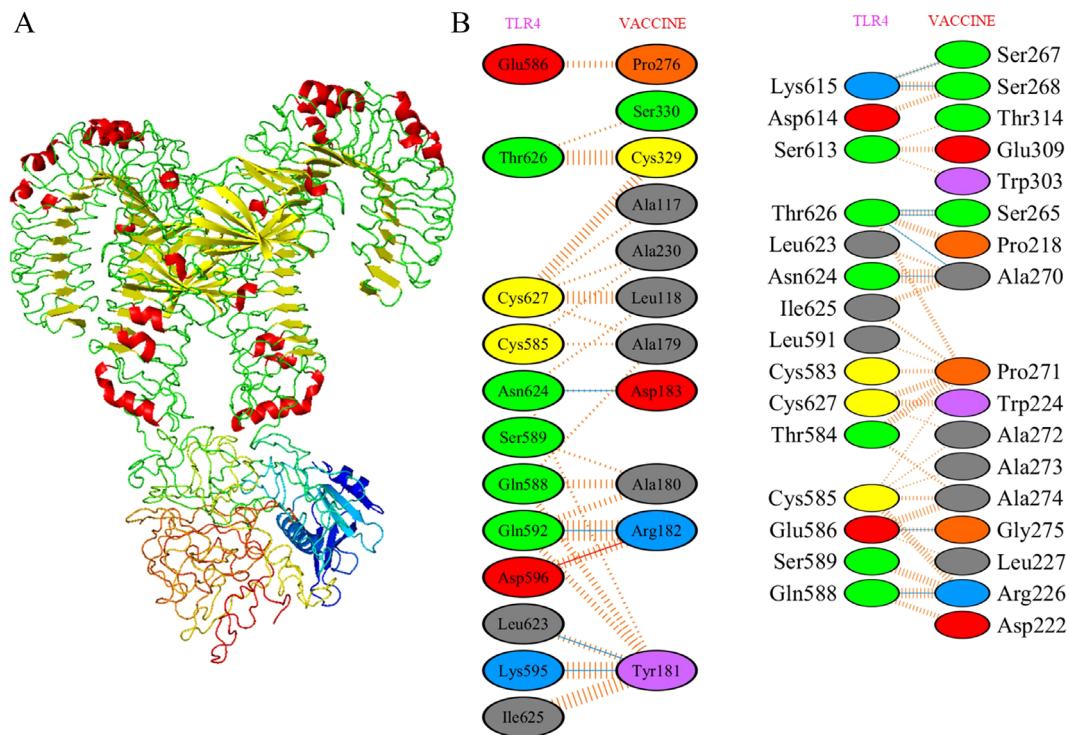 A
B
TLR4
VACCINE
Glu586
Pro276
Ser330
Thr626
Cys329
Ala117
Ala230
Cys627
Leu118
Cys585
Ala179
Asn624
Asp183
Ser589
Gln588
Ala180
Gln592
Arg182
Asp596
Leu623
Lys595
Tyr181
Ile625
TLR4
VACCINE
Ser267
Lys615
Ser268
Asp614
Thr314
Ser613
Glu309
Trp303
Thr626
Ser265
Leu623
Pro218
Asn624
Ala270
Ile625
Leu591
Cys583
Pro271
Cys627
Trp224
Thr584
Ala272
Ala273
Cys585
Ala274
Glu586
Gly275
Ser589
Leu227
Gln588
Arg226
Asp222